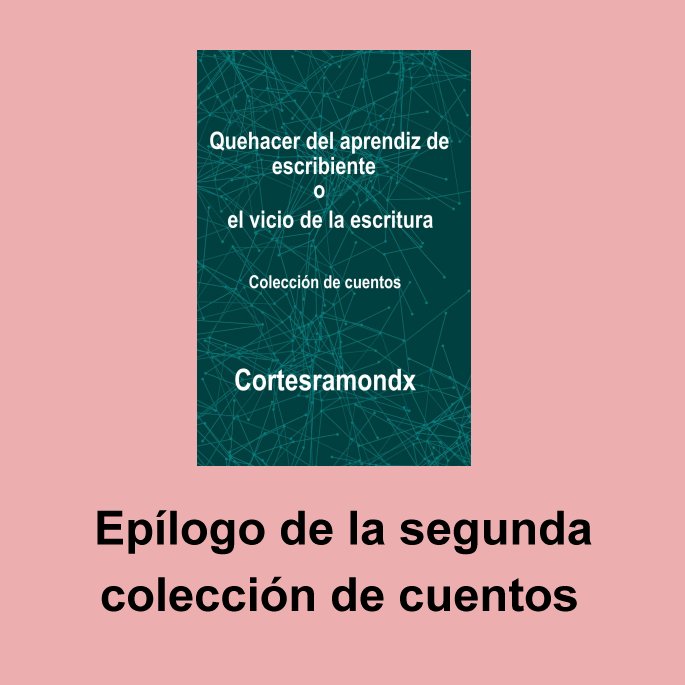 Quehacer del aprendiz de
escribiente
o
el vicio de la escritura
Colección de cuentos
Cortesramondx
Epílogo de la segunda
colección de cuentos